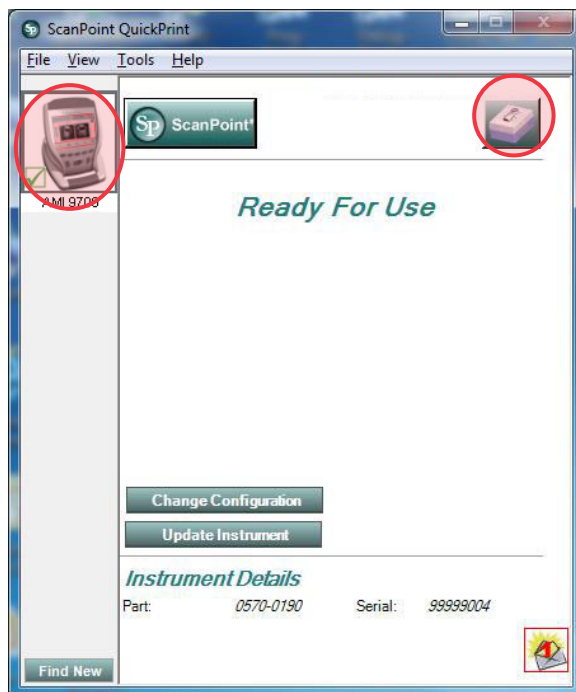 ScanPoint QuickPrint
File View Tools Help
Sp ScanPoint®
AMI 9700
Ready For Use
Change Configuration
Update Instrument
Instrument Details
Part: 0570-0190 Serial: 99999004
Find New